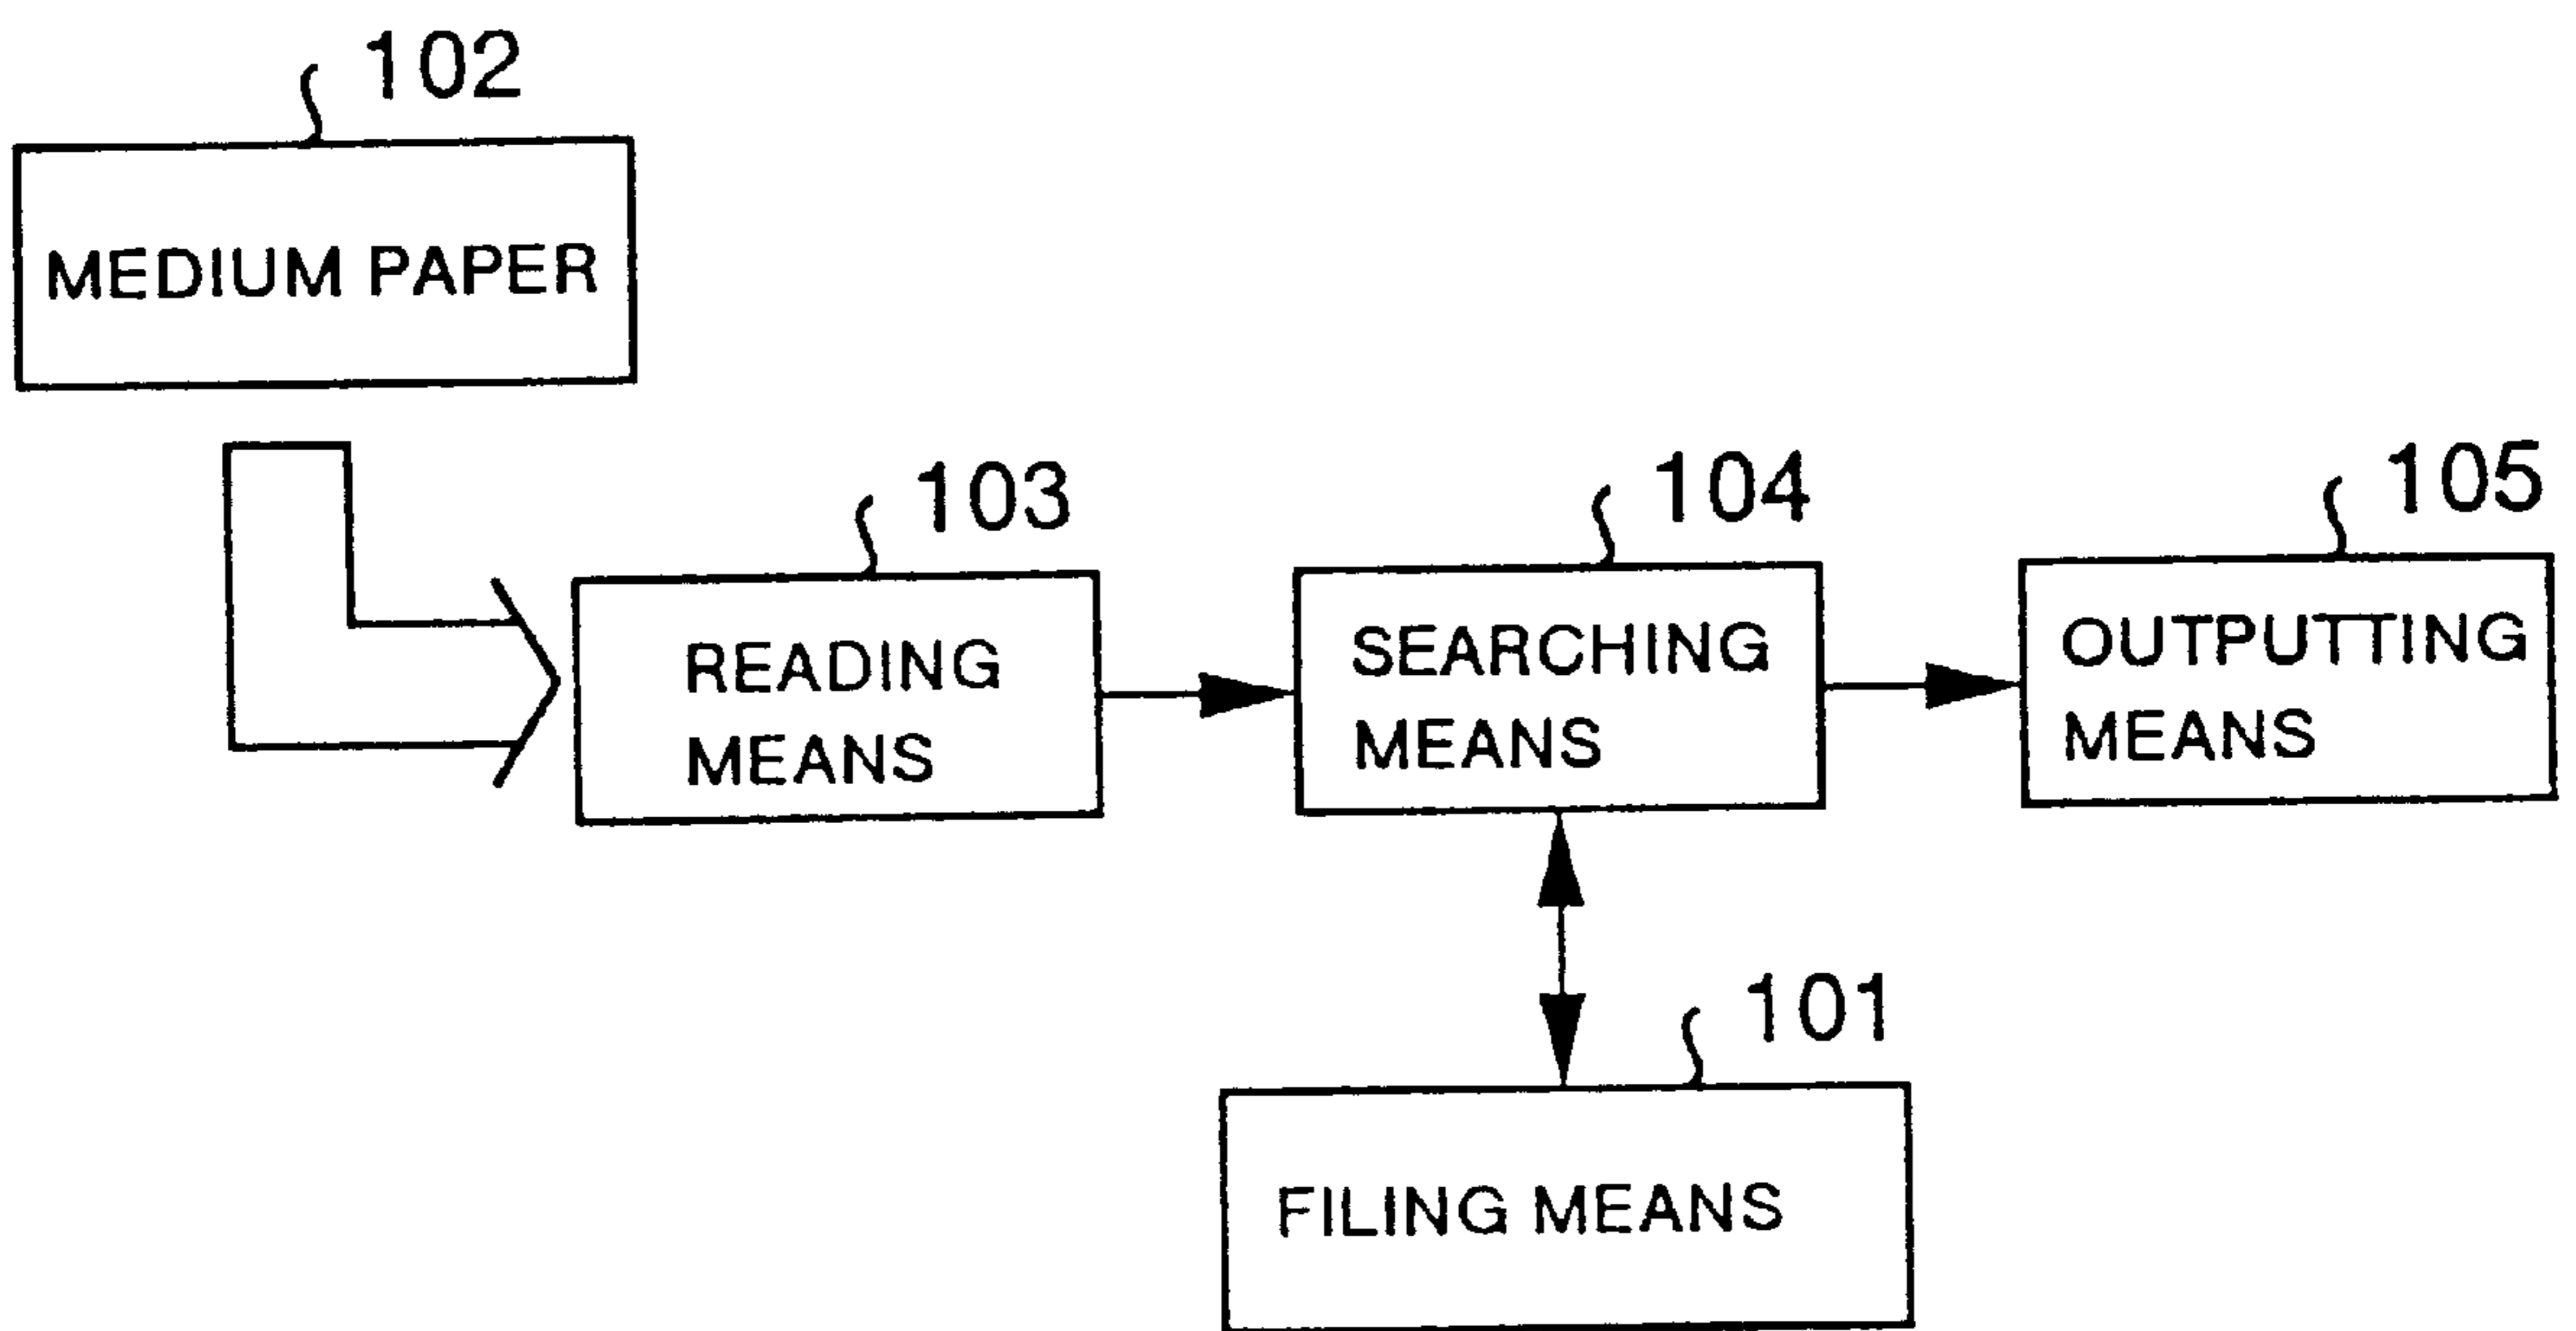 102
MEDIUM PAPER
103
READING
MEANS
104
SEARCHING
MEANS
105
OUTPUTTING
MEANS
101
FILING MEANS